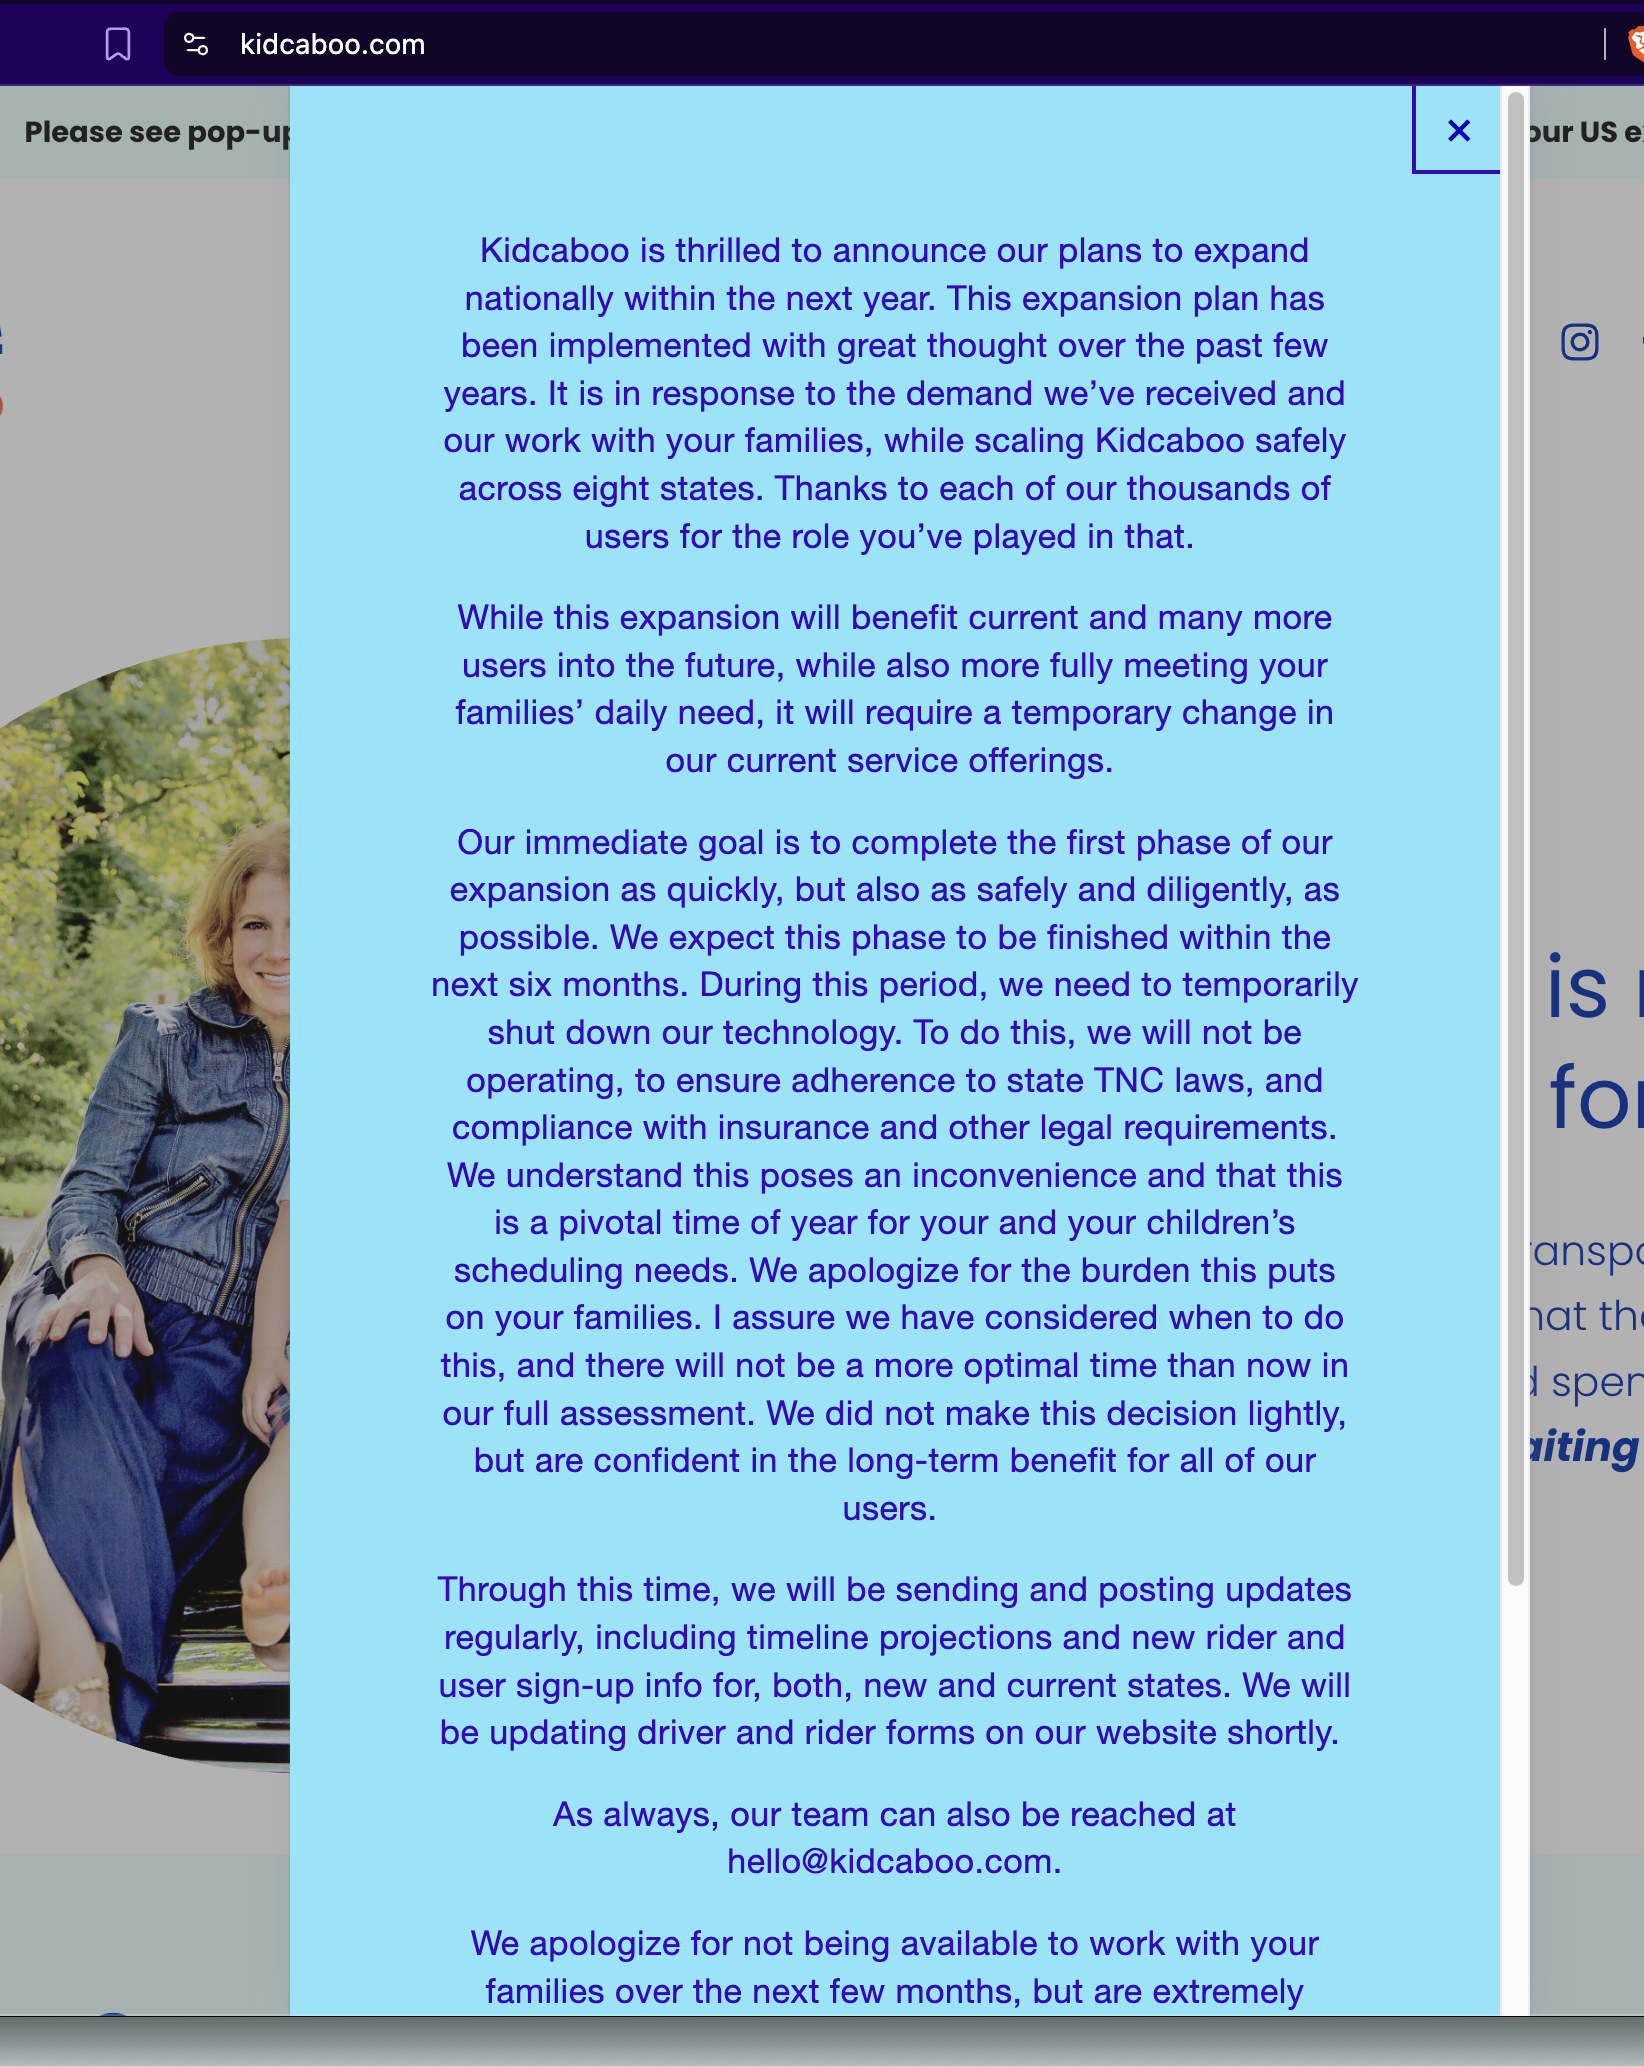 kidcaboo.com
Please see pop-up
our US e
Kidcaboo is thrilled to announce our plans to expand
nationally within the next year. This expansion plan has
been implemented with great thought over the past few
years. It is in response to the demand we’ve received and
our work with your families, while scaling Kidcaboo safely
across eight states. Thanks to each of our thousands of
users for the role you’ve played in that.
While this expansion will benefit current and many more
users into the future, while also more fully meeting your
families’ daily need, it will require a temporary change in
our current service offerings.
Our immediate goal is to complete the first phase of our
expansion as quickly, but also as safely and diligently, as
possible. We expect this phase to be finished within the
next six months. During this period, we need to temporarily
shut down our technology. To do this, we will not be
operating, to ensure adherence to state TNC laws, and
compliance with insurance and other legal requirements.
We understand this poses an inconvenience and that this
is a pivotal time of year for your and your children’s
scheduling needs. We apologize for the burden this puts
on your families. I assure we have considered when to do
this, and there will not be a more optimal time than now in
our full assessment. We did not make this decision lightly,
but are confident in the long-term benefit for all of our
users.
Through this time, we will be sending and posting updates
regularly, including timeline projections and new rider and
user sign-up info for, both, new and current states. We will
be updating driver and rider forms on our website shortly.
As always, our team can also be reached at
hello@kidcaboo.com.
We apologize for not being available to work with your
families over the next few months, but are extremely
is
for
spen
aiting